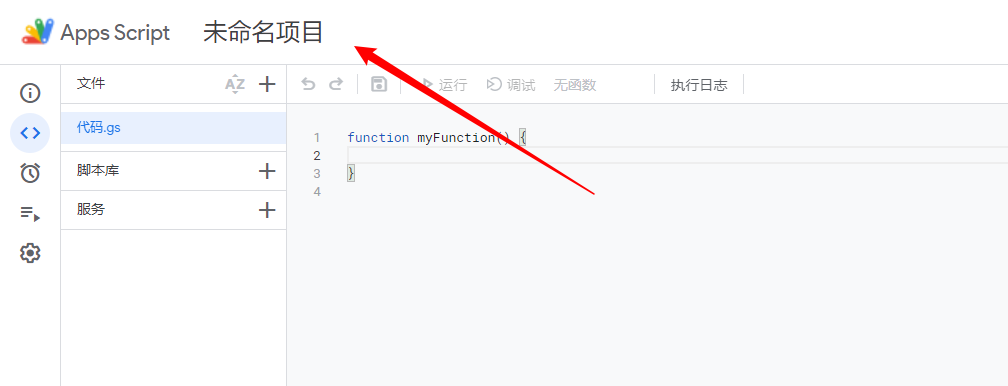 Apps Script 未命名项目
文件
代码.gs
脚本库
服务
运行 调试 无函数 执行日志
1 function myFunction() {
2
3 }
4